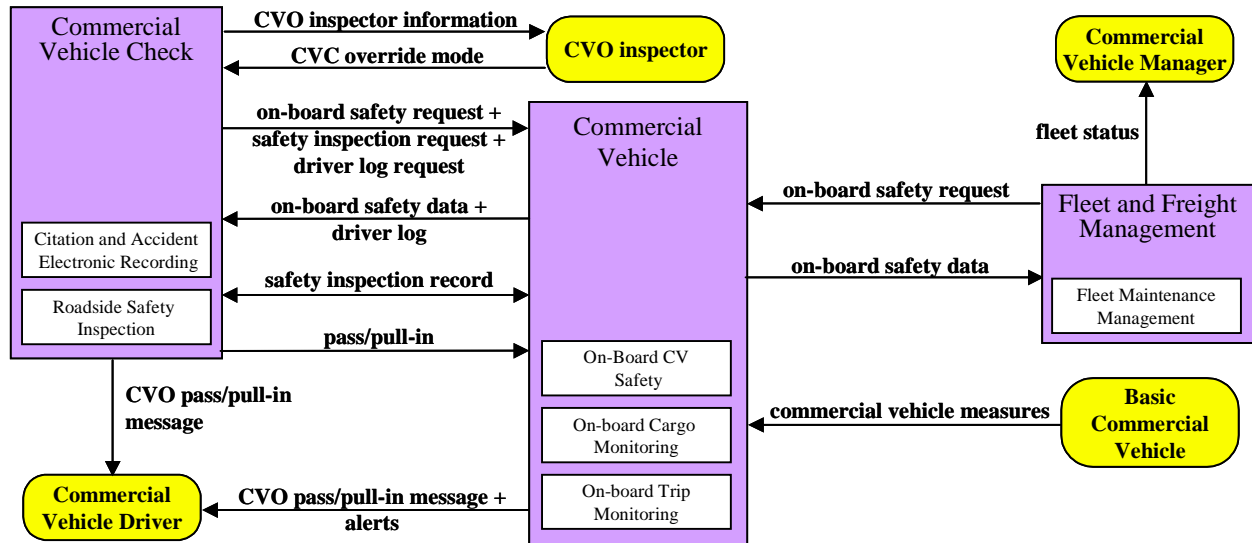 Commercial
Vehicle Check
CVO inspector information
CVC override mode
CVO inspector
Commercial
Vehicle Manager
fleet status
on-board safety request +
safety inspection request +
driver log request
Commercial
Vehicle
on-board safety request
Fleet and Freight
Management
on-board safety data +
driver log
Citation and Accident
Electronic Recording
on-board safety data
safety inspection record
Roadside Safety
Inspection
Fleet Maintenance
Management
pass/pull-in
On-Board CV
Safety
CVO pass/pull-in
message
commercial vehicle measures
Basic
Commercial
Vehicle
On-board Cargo
Monitoring
Commercial
Vehicle Driver
CVO pass/pull-in message +
alerts
On-board Trip
Monitoring